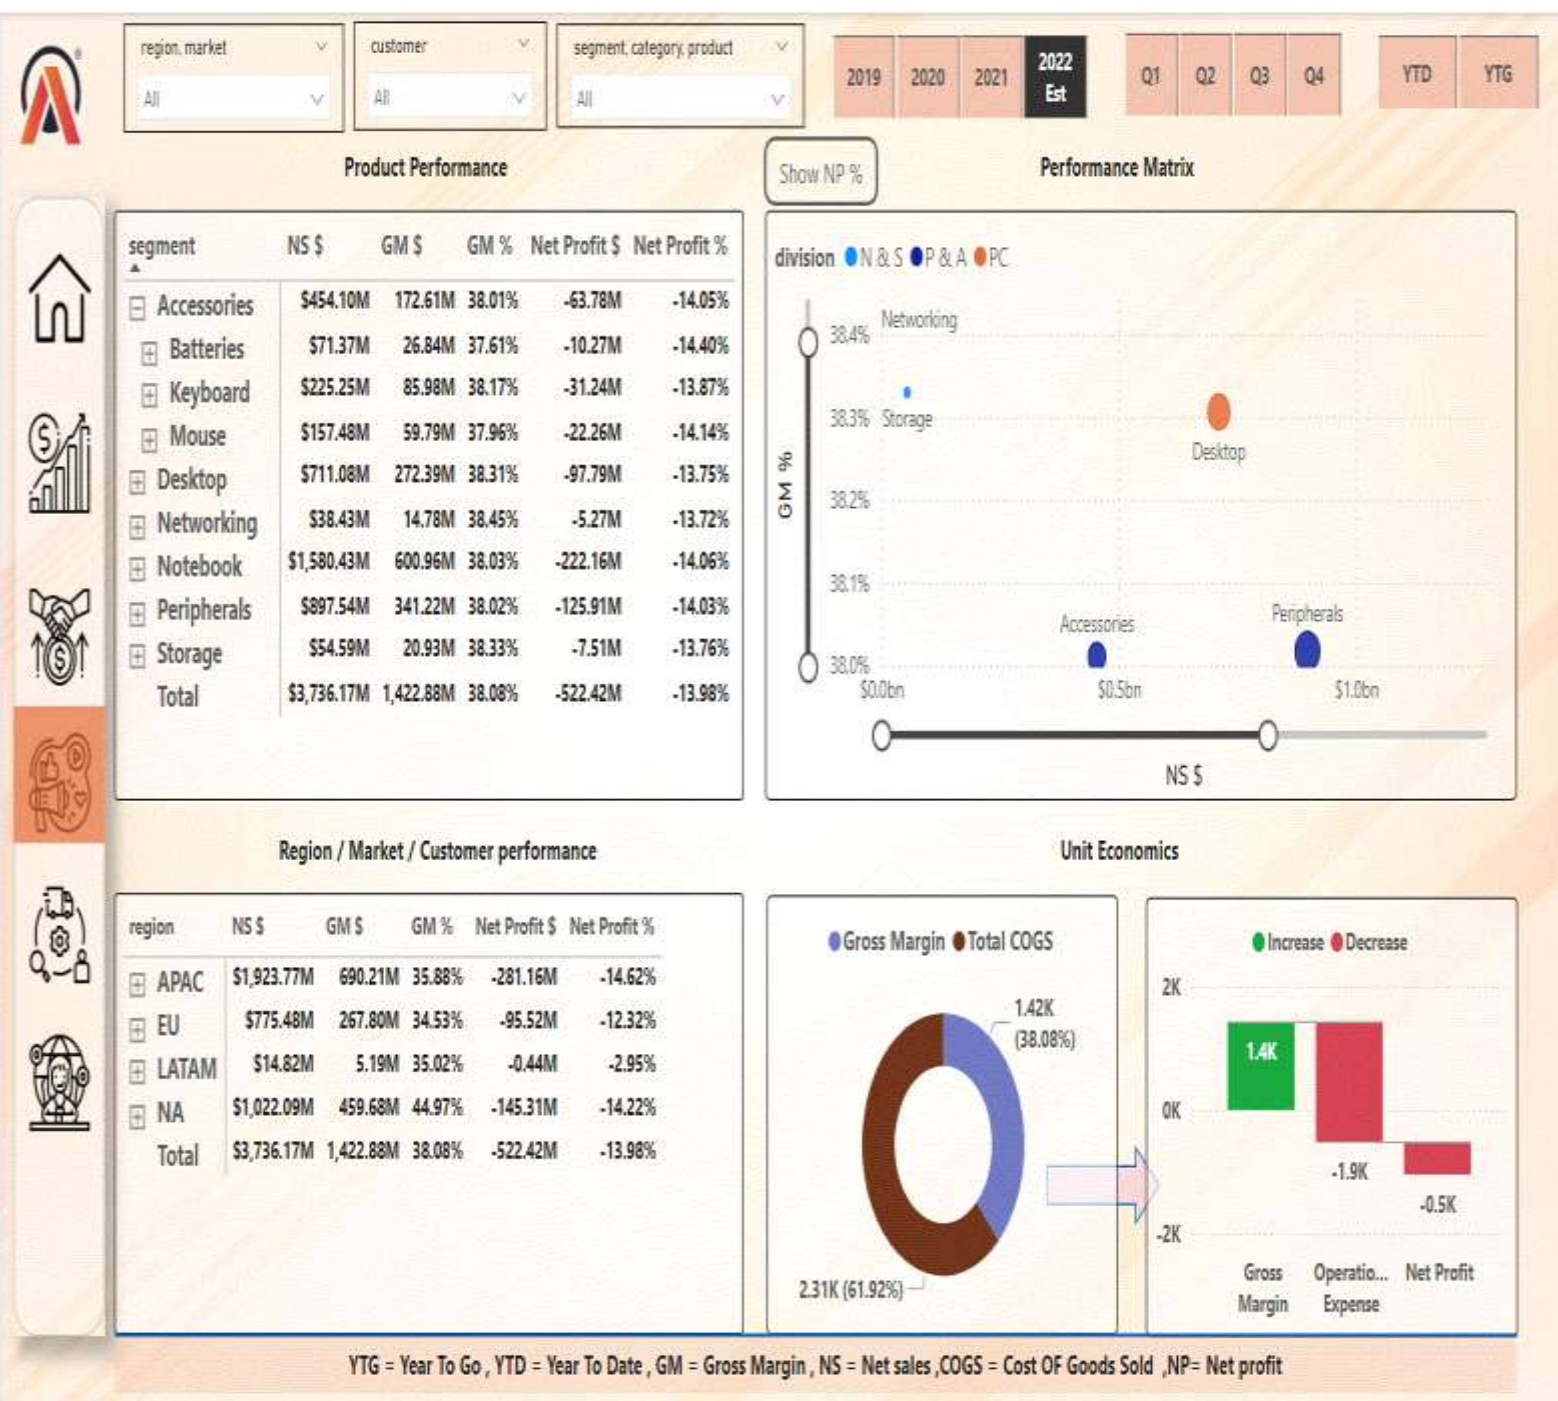 region, market
All
customer
All
segment, category, product
All
2019 2020 2021 2022 Est
Q1 Q2 Q3 Q4
YTD YTG
Product Performance
Show NP %
Performance Matrix
segment NS $ GM $ GM % Net Profit $ Net Profit %
Accessories $454.10M 172.61M 38.01% -63.78M -14.05%
Batteries $71.37M 26.84M 37.61% -10.27M -14.40%
Keyboard $225.25M 85.98M 38.17% -31.24M -13.87%
Mouse $157.48M 59.79M 37.96% -22.26M -14.14%
Desktop $711.08M 272.39M 38.31% -97.79M -13.75%
Networking $38.43M 14.78M 38.45% -5.27M -13.72%
Notebook $1,580.43M 600.96M 38.03% -222.16M -14.06%
Peripherals $897.54M 341.22M 38.02% -125.91M -14.03%
Storage $54.59M 20.93M 38.33% -7.51M -13.76%
Total $3,736.17M 1,422.88M 38.08% -522.42M -13.98%
division N & S P & A PC
38.4%
Networking
38.3%
Storage
Desktop
GM %
38.2%
38.1%
Accessories
Peripherals
38.0%
$0.0bn $0.5bn $1.0bn
NS $
Region / Market / Customer performance
region NS $ GM $ GM % Net Profit $ Net Profit %
APAC $1,923.77M 690.21M 35.88% -281.16M -14.62%
EU $775.48M 267.80M 34.53% -95.52M -12.32%
LATAM $14.82M 5.19M 35.02% -0.44M -2.95%
NA $1,022.09M 459.68M 44.97% -145.31M -14.22%
Total $3,736.17M 1,422.88M 38.08% -522.42M -13.98%
Unit Economics
Gross Margin Total COGS
1.42K
(38.08%)
2.31K (61.92%)
Increase Decrease
2K
1.4K
0K
-1.9K
-0.5K
-2K
Gross Margin
Operatio... Expense
Net Profit
YTG = Year To Go , YTD = Year To Date , GM = Gross Margin , NS = Net sales ,COGS = Cost OF Goods Sold ,NP= Net profit